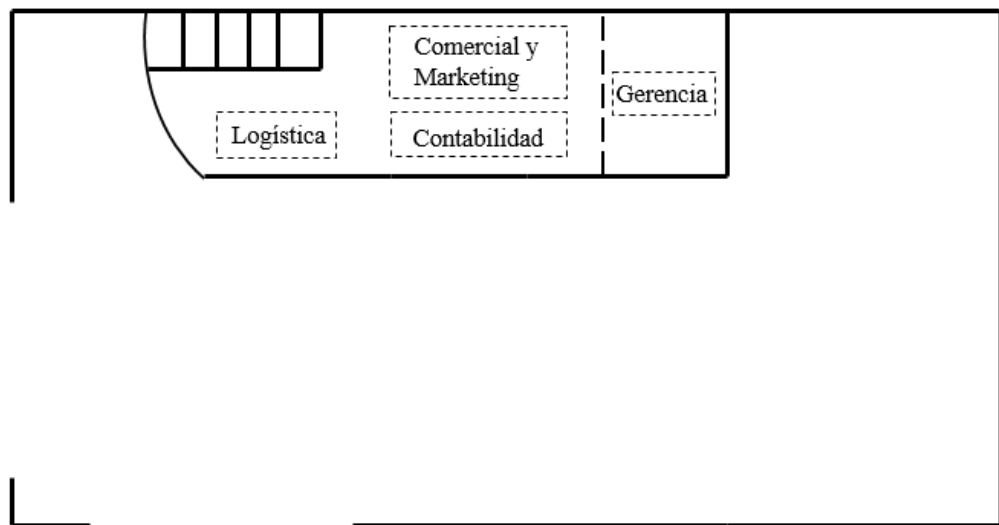 Comercial y
Marketing
Gerencia
Logística
Contabilidad